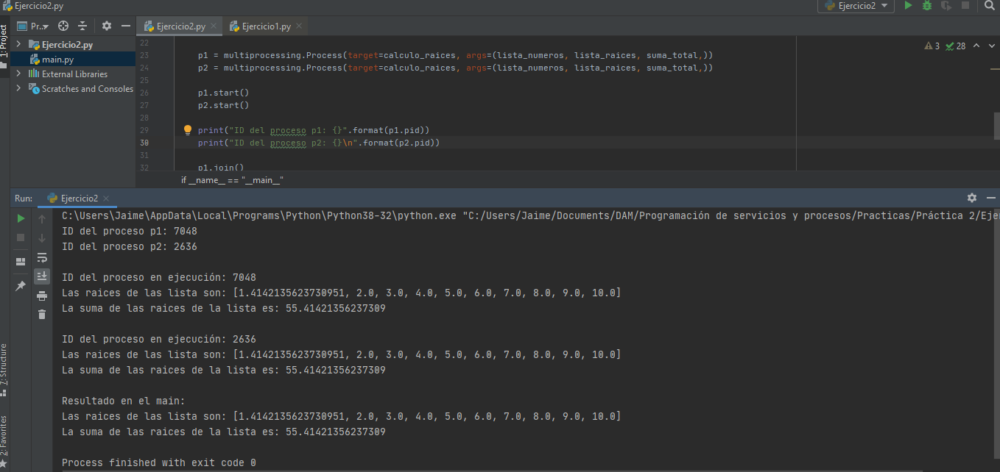 Ejercicio2.py
Ejercicio2
Pr...
Ejercicio2.py
Ejercicio1.py
1: Project
Ejercicio2.py
main.py
External Libraries
Scratches and Consoles
22
23 p1 = multiprocessing.Process(target=calculo_raices, args=(lista_numeros, lista_raices, suma_total,))
24 p2 = multiprocessing.Process(target=calculo_raices, args=(lista_numeros, lista_raices, suma_total,))
25
26 p1.start()
27 p2.start()
28
29 print("ID del proceso p1: {}".format(p1.pid))
30 print("ID del proceso p2: {}\n".format(p2.pid))
31
32 p1.join()
3 28
if __name__ == "__main__"
Run: Ejercicio2
C:\Users\Jaime\AppData\Local\Programs\Python\Python38-32\python.exe "C:/Users/Jaime/Documents/DAM/Programación de servicios y procesos/Practicas/Práctica 2/Eje
ID del proceso p1: 7048
ID del proceso p2: 2636
ID del proceso en ejecución: 7048
Las raices de las lista son: [1.4142135623730951, 2.0, 3.0, 4.0, 5.0, 6.0, 7.0, 8.0, 9.0, 10.0]
La suma de las raices de la lista es: 55.41421356237309
ID del proceso en ejecución: 2636
Las raices de las lista son: [1.4142135623730951, 2.0, 3.0, 4.0, 5.0, 6.0, 7.0, 8.0, 9.0, 10.0]
La suma de las raices de la lista es: 55.41421356237309
Resultado en el main:
Las raices de las lista son: [1.4142135623730951, 2.0, 3.0, 4.0, 5.0, 6.0, 7.0, 8.0, 9.0, 10.0]
La suma de las raices de la lista es: 55.41421356237309
Process finished with exit code 0
7: Structure
2: Favorites